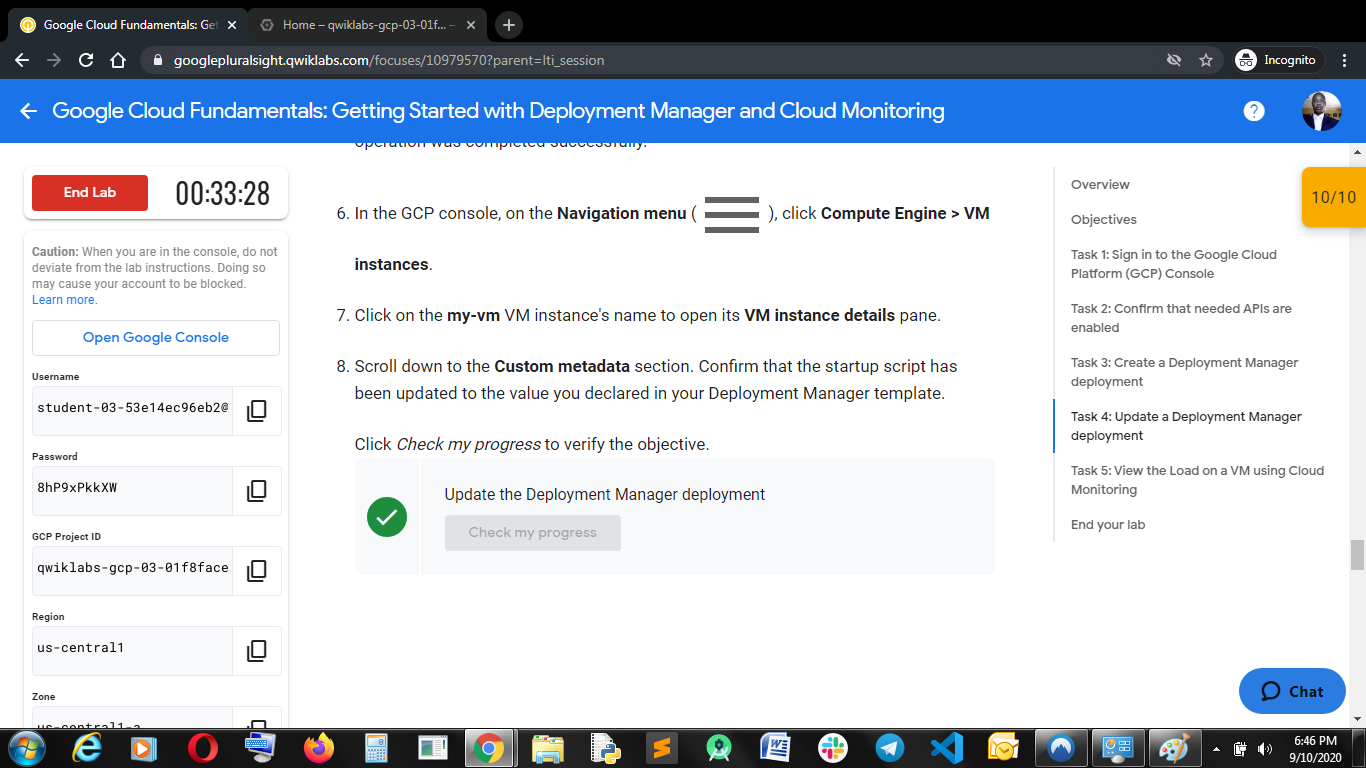 Google Cloud Fundamentals: Get
Home – qwiklabs-gcp-03-01f... –
googlepluralsight.qwiklabs.com/focuses/10979570?parent=lti_session
Incognito
Google Cloud Fundamentals: Getting Started with Deployment Manager and Cloud Monitoring
End Lab
00:33:28
Caution: When you are in the console, do not
deviate from the lab instructions. Doing so
may cause your account to be blocked.
Learn more.
Open Google Console
Username
student-03-53e14ec96eb2@
Password
8hP9xPkkXW
GCP Project ID
qwiklabs-gcp-03-01f8face
Region
us-central1
Zone
us-central1-a
operation was completed successfully.
6. In the GCP console, on the Navigation menu ( ), click Compute Engine > VM
instances.
7. Click on the my-vm VM instance's name to open its VM instance details pane.
8. Scroll down to the Custom metadata section. Confirm that the startup script has
been updated to the value you declared in your Deployment Manager template.
Click Check my progress to verify the objective.
Update the Deployment Manager deployment
Check my progress
Overview
Objectives
Task 1: Sign in to the Google Cloud
Platform (GCP) Console
Task 2: Confirm that needed APIs are
enabled
Task 3: Create a Deployment Manager
deployment
Task 4: Update a Deployment Manager
deployment
Task 5: View the Load on a VM using Cloud
Monitoring
End your lab
10/10
Chat
6:46 PM
9/10/2020